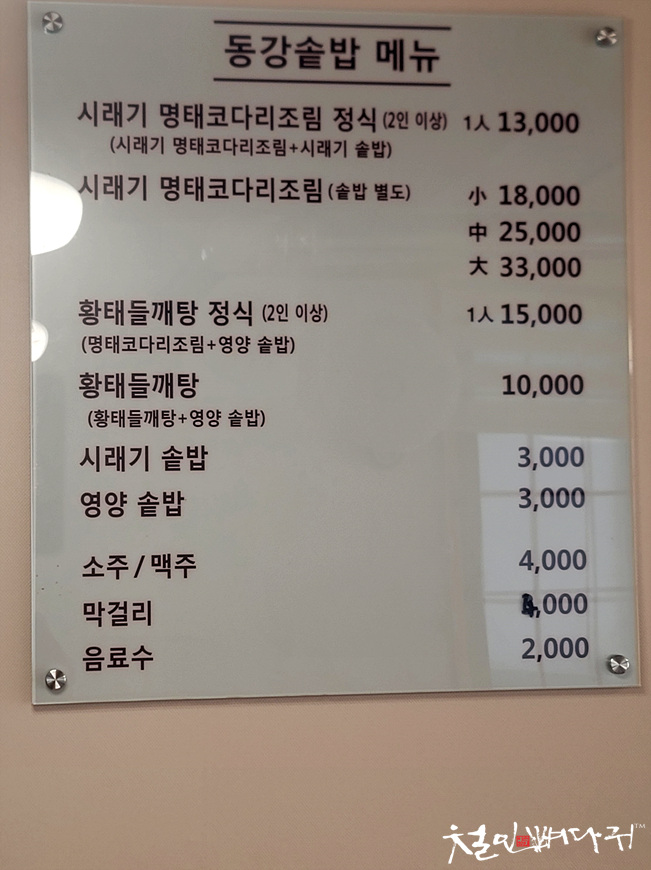 동강솥밥 메뉴
시래기 명태코다리조림 정식 (2인 이상) 1人 13,000
(시래기 명태코다리조림+시래기 솥밥)
시래기 명태코다리조림 (솥밥 별도) 小 18,000
中 25,000
大 33,000
황태들깨탕 정식 (2인 이상) 1人 15,000
(명태코다리조림+영양 솥밥)
황태들깨탕 10,000
(황태들깨탕+영양 솥밥)
시래기 솥밥 3,000
영양 솥밥 3,000
소주 / 맥주 4,000
막걸리 4,000
음료수 2,000
철민뼈다귀™